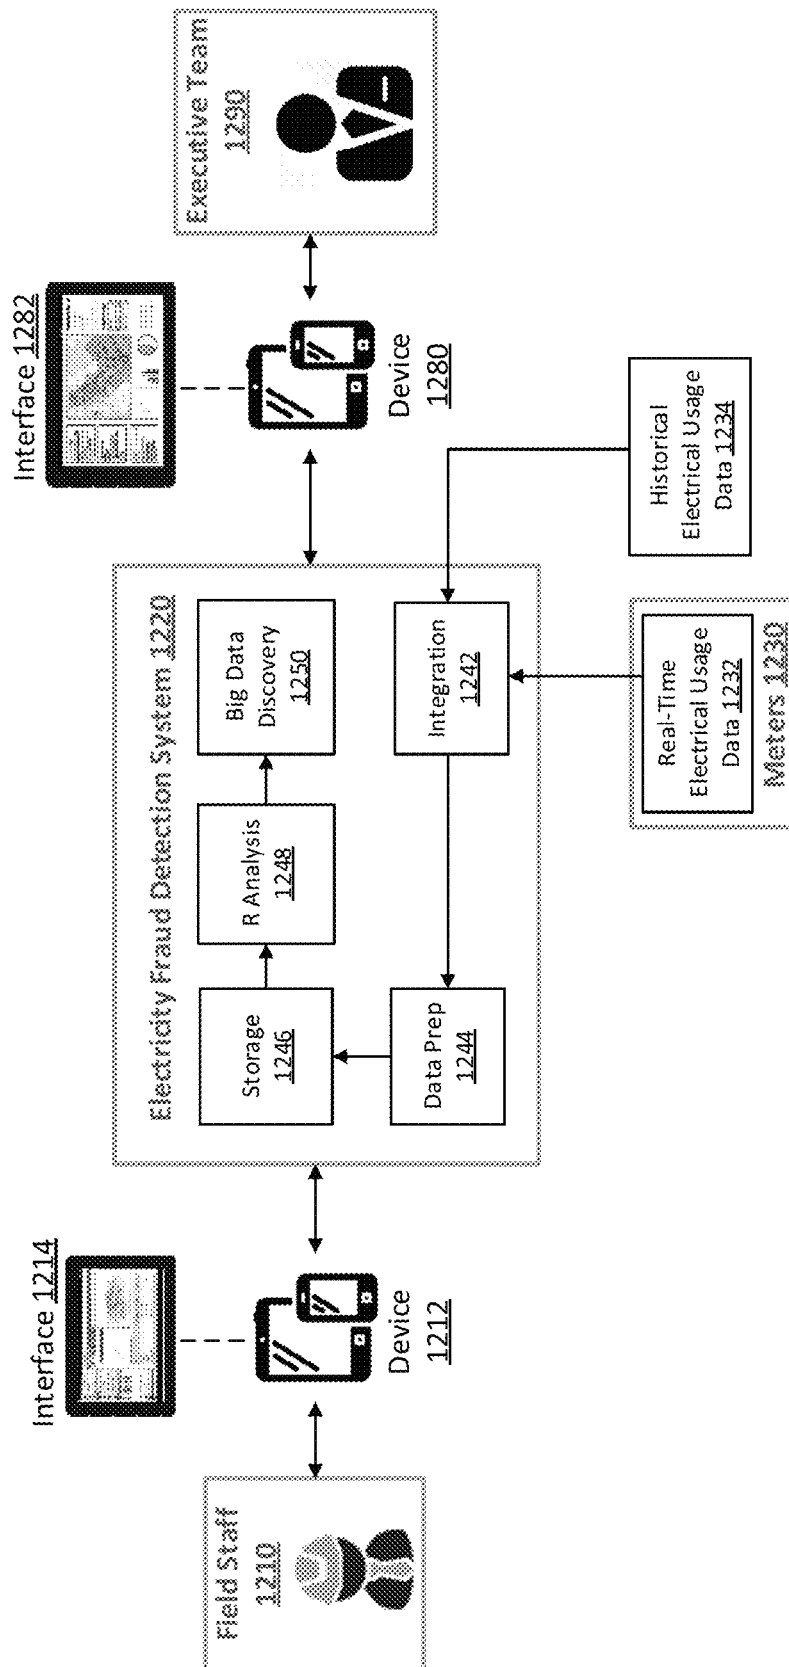 Interface 1214
Interface 1282
Field Staff
1210
Device
1212
Electricity Fraud Detection System 1220
Storage
1246
R Analysis
1248
Big Data
Discovery
1250
Data Prep
1244
Integration
1242
Device
1280
Executive Team
1290
Real-Time
Electrical Usage
Data 1232
Meters 1230
Historical
Electrical Usage
Data 1234